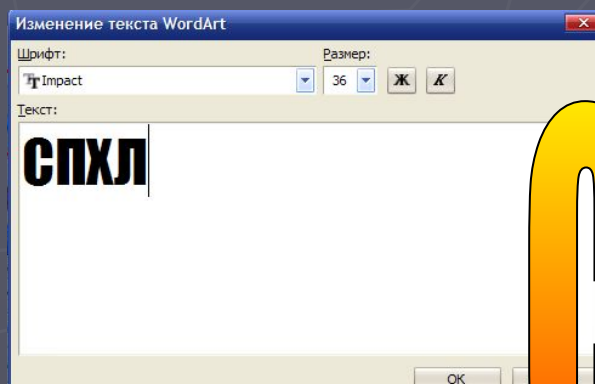 Изменение текста WordArt
Шрифт:
Размер:
Impact
36
Ж
К
Текст:
СПХЛ
ОК
С